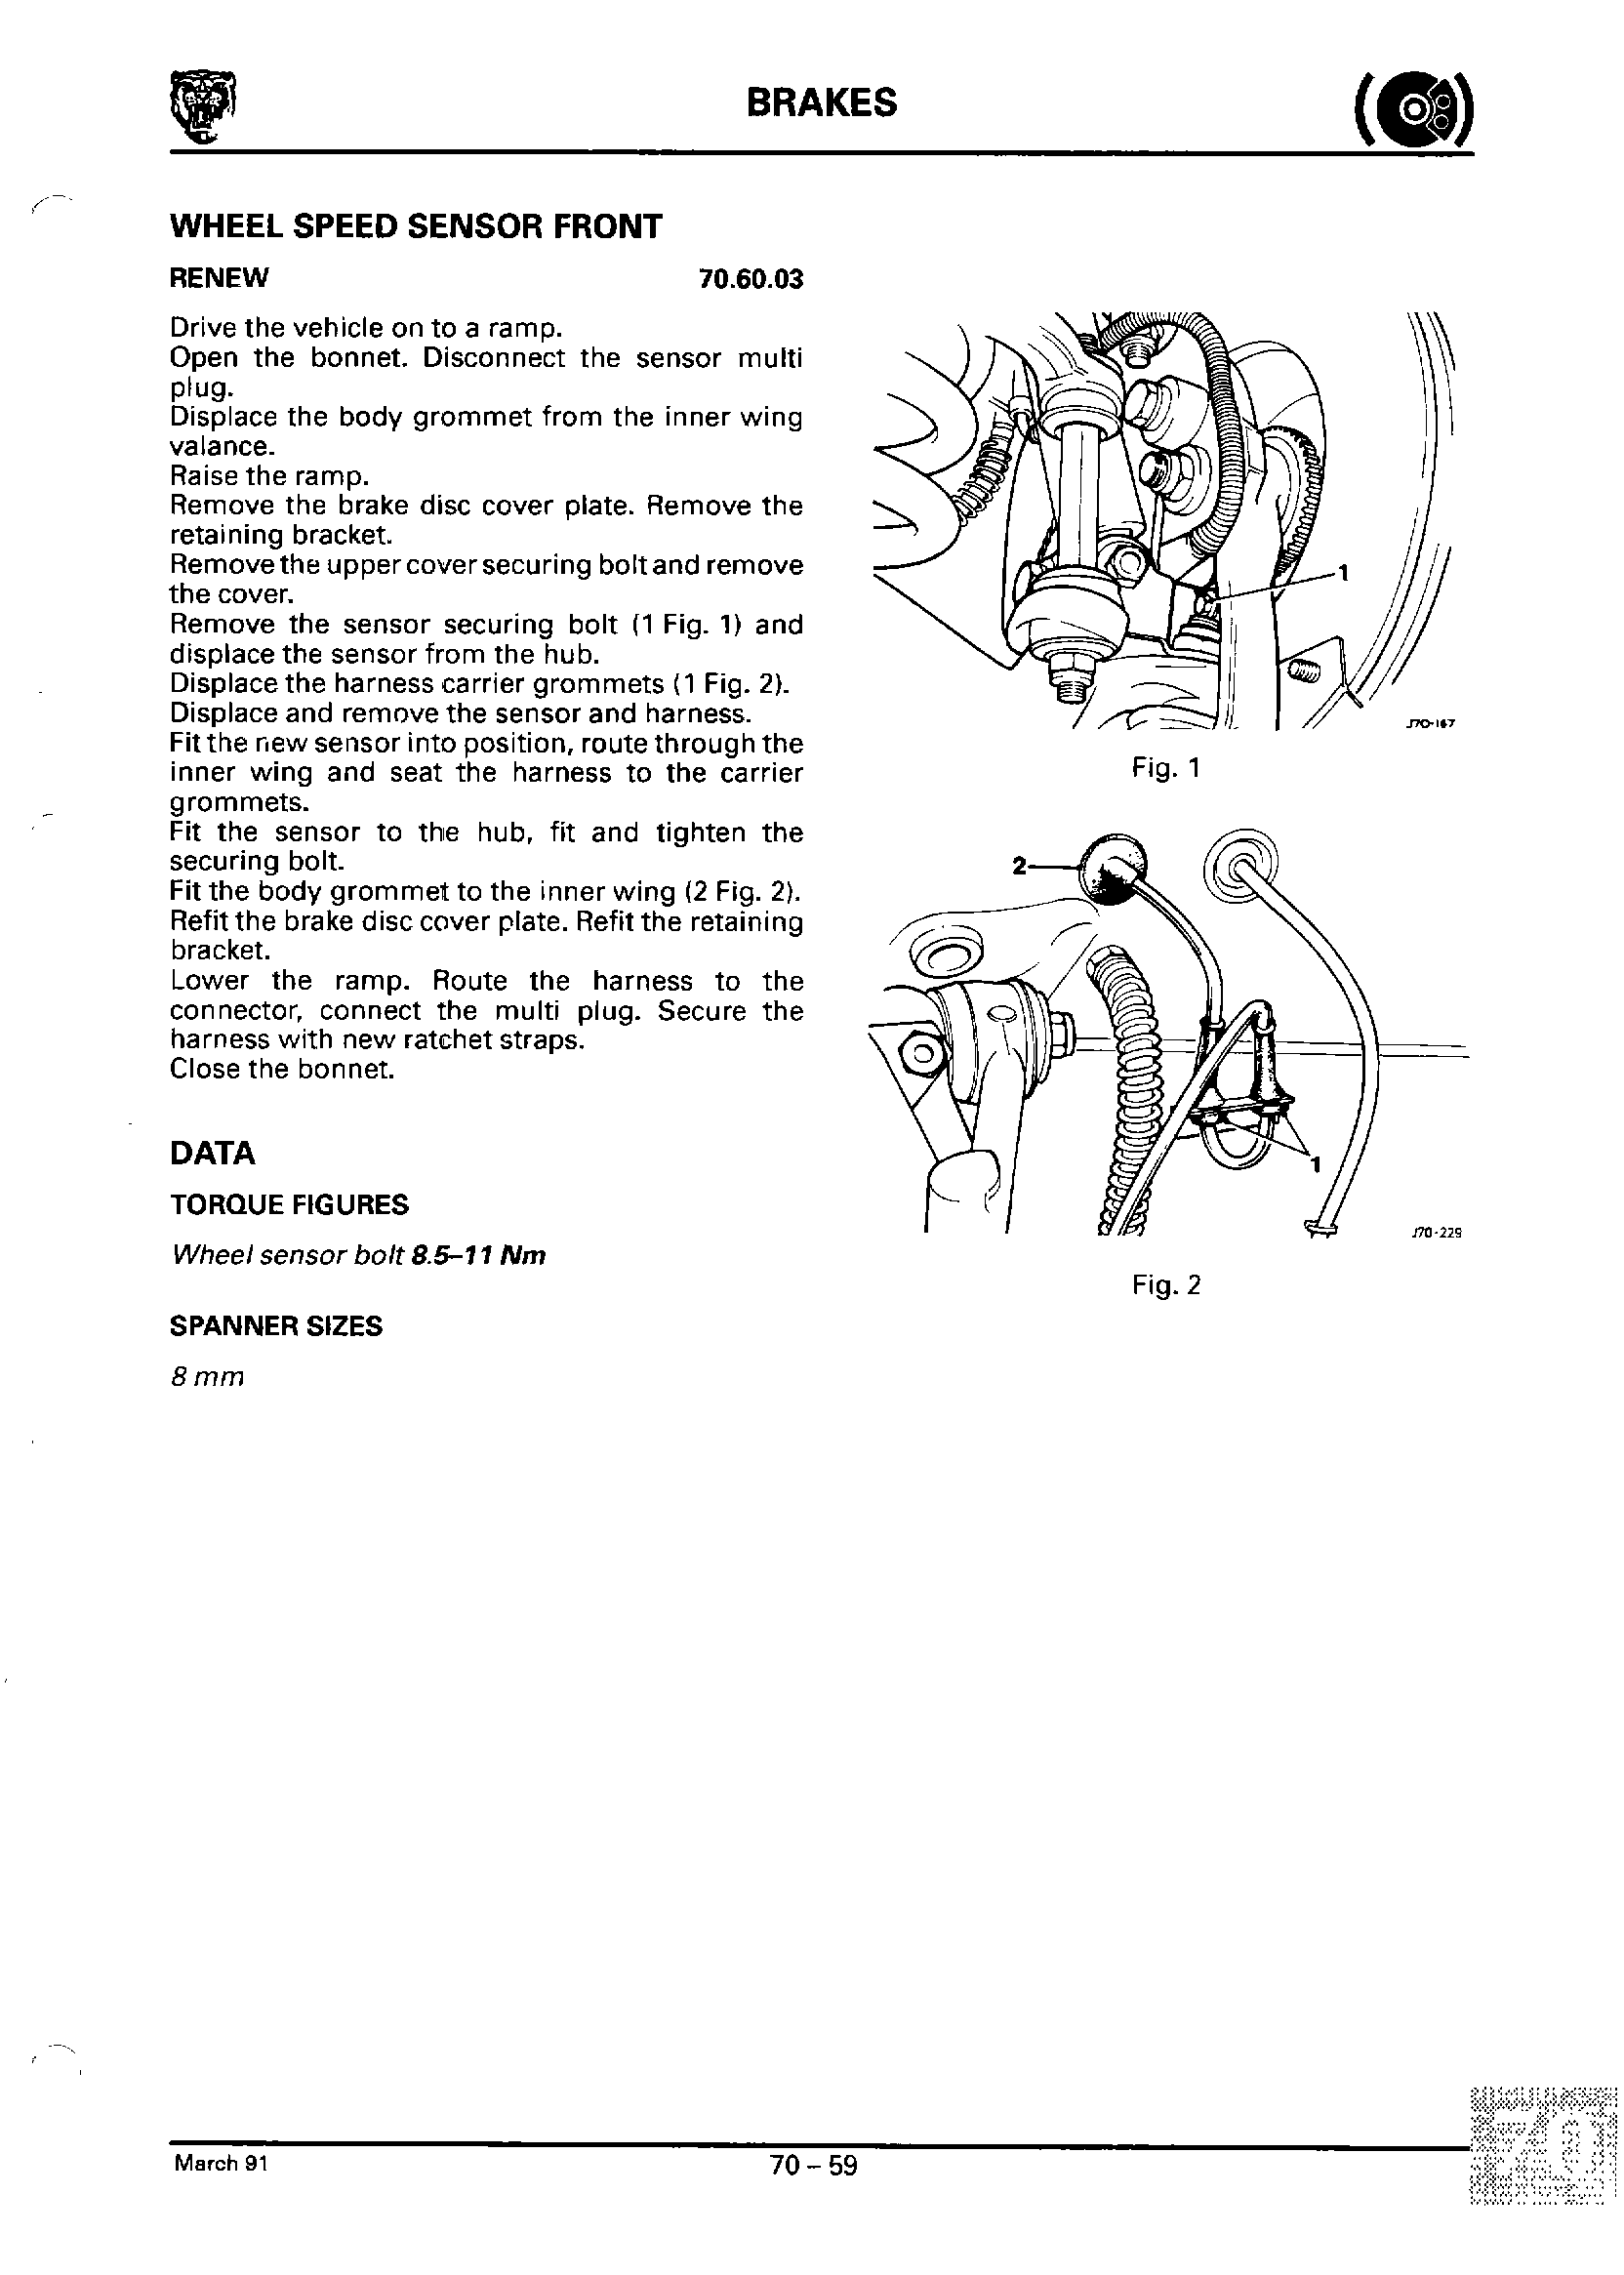 BRAKES
WHEEL SPEED SENSOR FRONT
RENEW 70.60.03
Drive the vehicle on to a ramp.
Open the bonnet. Disconnect the sensor multi
plug.
Displace the body grommet from the inner wing
valance.
Raise the ramp.
Remove the brake disc cover plate. Remove the
retaining bracket.
Remove the upper cover securing bolt and remove
the cover.
Remove the sensor securing bolt (1 Fig. 1) and
displace the sensor from the hub.
Displace the harness carrier grommets (1 Fig. 2).
Displace and remove the sensor and harness.
Fit the new sensor into position, route through the
inner wing and seat the harness to the carrier
grommets.
Fit the sensor to the hub, fit and tighten the
securing bolt.
Fit the body grommet to the inner wing (2 Fig. 2).
Refit the brake disc cover plate. Refit the retaining
bracket.
Lower the ramp. Route the harness to the
connector, connect the multi plug. Secure the
harness with new ratchet straps.
Close the bonnet.
DATA
TORQUE FIGURES
Wheel sensor bolt 8.5–11 Nm
SPANNER SIZES
8 mm
1
J70-167
Fig. 1
2
1
J70-229
Fig. 2
March 91
70 – 59
70